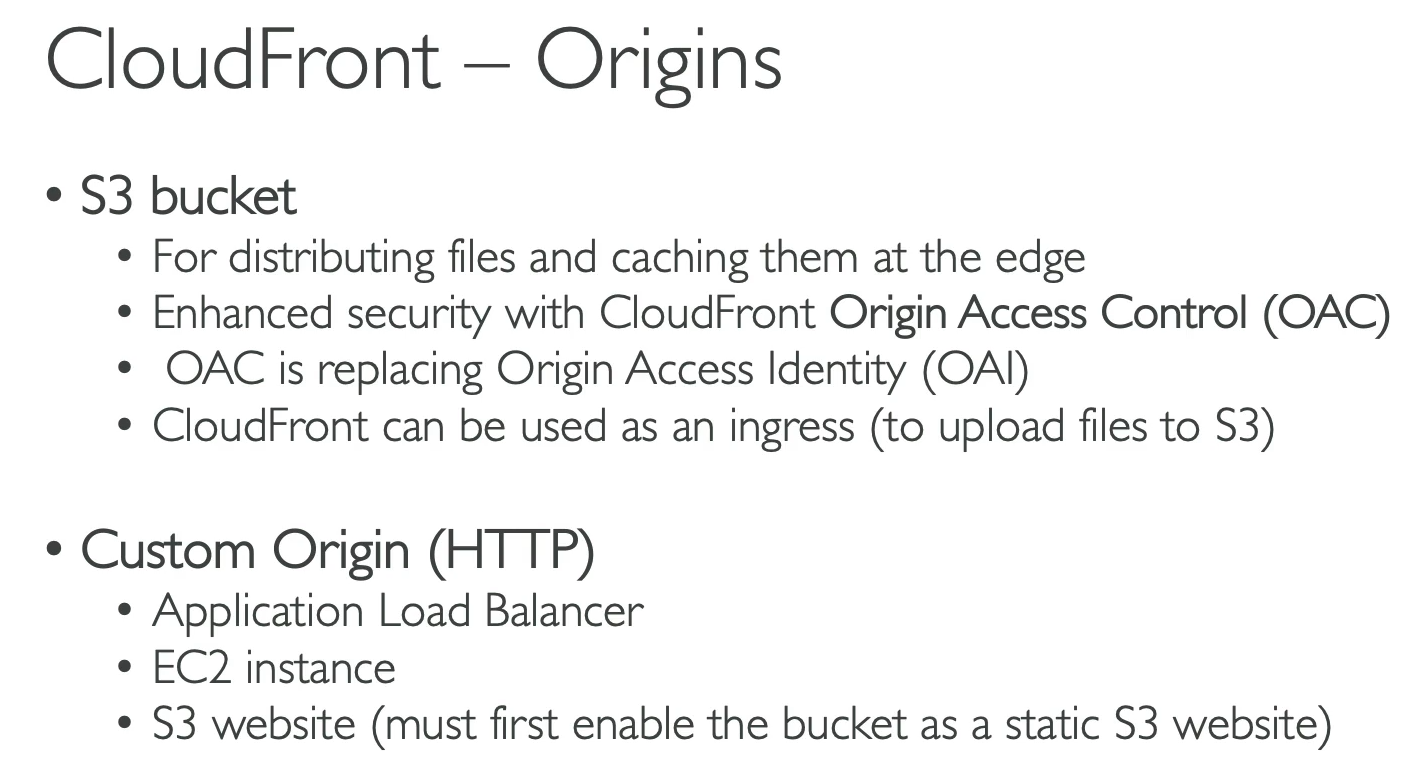 CloudFront – Origins
• S3 bucket
• For distributing files and caching them at the edge
• Enhanced security with CloudFront Origin Access Control (OAC)
• OAC is replacing Origin Access Identity (OAI)
• CloudFront can be used as an ingress (to upload files to S3)
• Custom Origin (HTTP)
• Application Load Balancer
• EC2 instance
• S3 website (must first enable the bucket as a static S3 website)